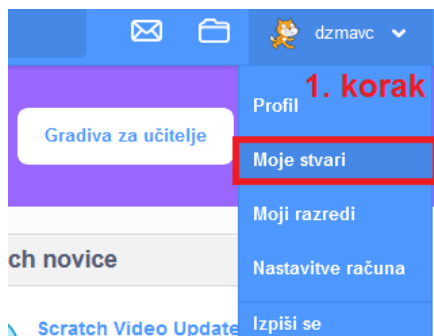 dzmavc
1. korak
Profil
Gradiva za učitelje
Moje stvari
Moji razredi
ch novice
Nastavitve računa
Scratch Video Update
Izpiši se